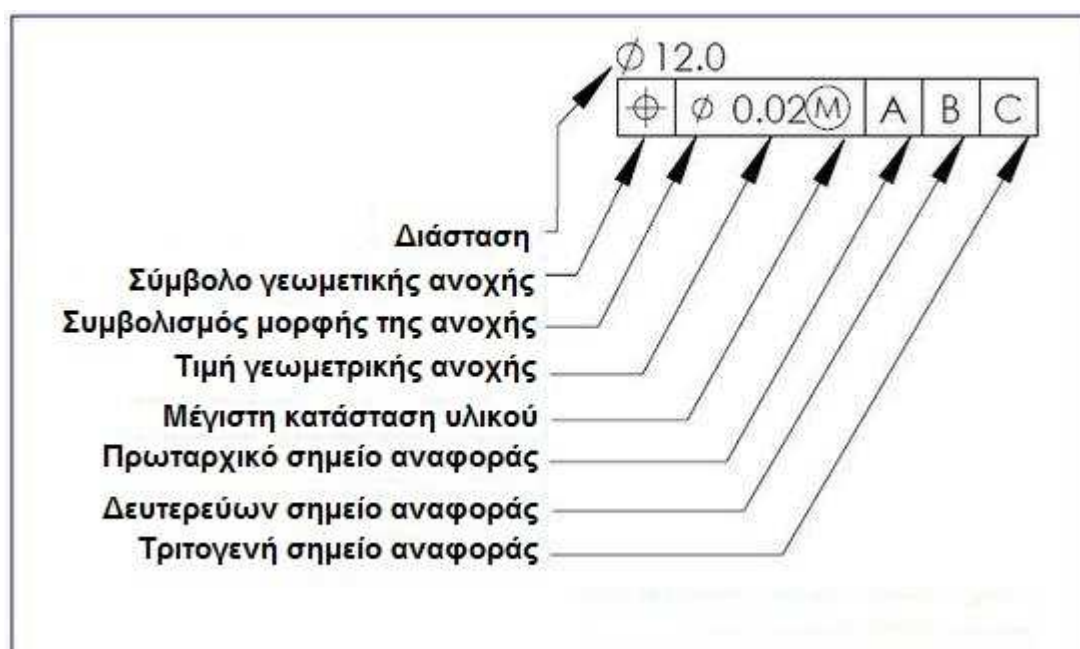 Ø 12.0
⌖ Ø 0.02Ⓜ A B C
Διάσταση
Σύμβολο γεωμετικής ανοχής
Συμβολισμός μορφής της ανοχής
Τιμή γεωμετρικής ανοχής
Μέγιστη κατάσταση υλικού
Πρωταρχικό σημείο αναφοράς
Δευτερεύων σημείο αναφοράς
Τριτογενή σημείο αναφοράς